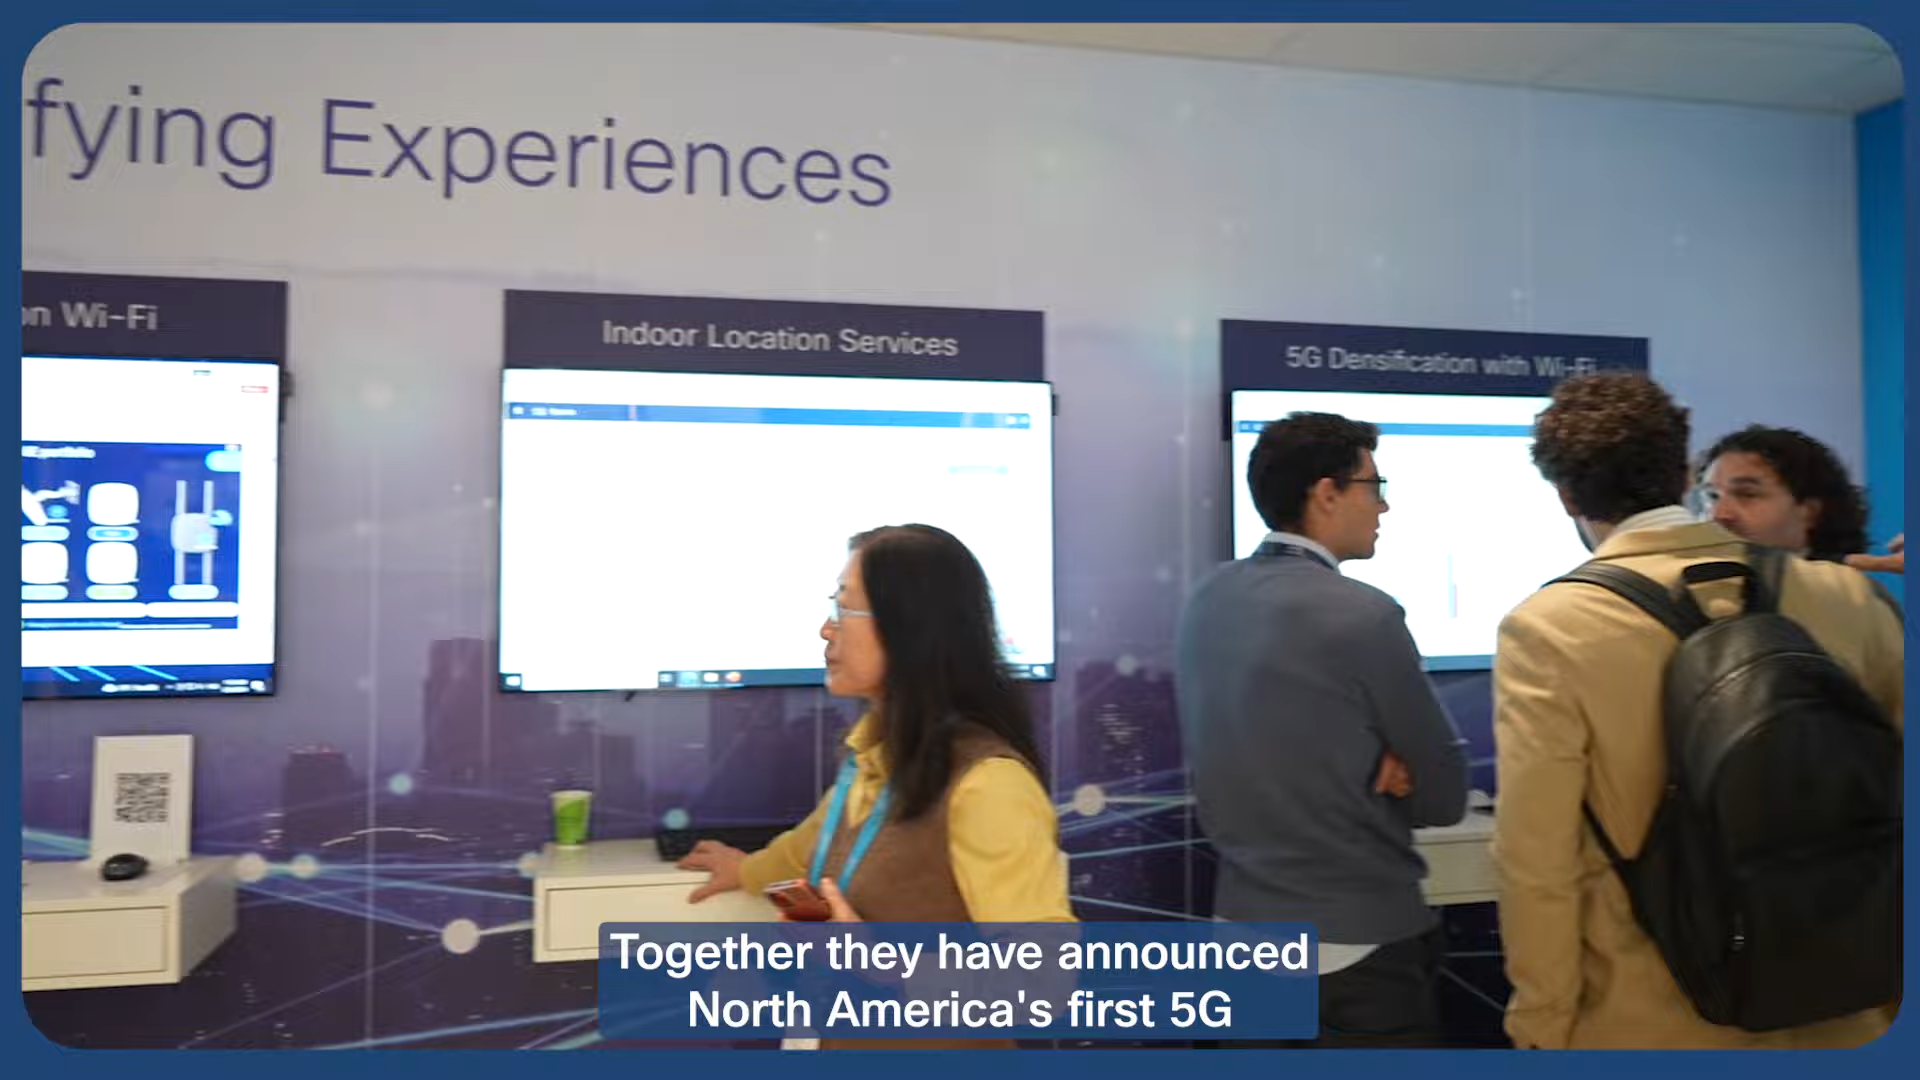 fying Experiences
on Wi-Fi
Indoor Location Services
5G Densification with Wi-Fi
Together they have announced
North America's first 5G